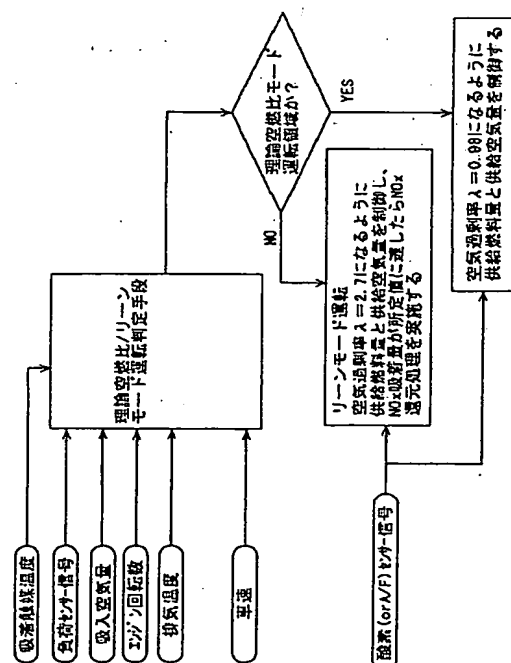 吸着触媒温度
負荷センサー信号
吸入空気量
エンジン回転数
排気温度
車速
理論空燃比/リーン
モード運転判定手段
理論空燃比モード
運転領域か?
NO
YES
リーンモード運転
空気過剰率λ=2.7になるように
供給燃料量と供給空気量を制御し、
NOx吸着量が所定値に達したらNOx
還元処理を実施する
空気過剰率λ=0.98になるように
供給燃料量と供給空気量を制御する
酸素(orA/F)センサー信号